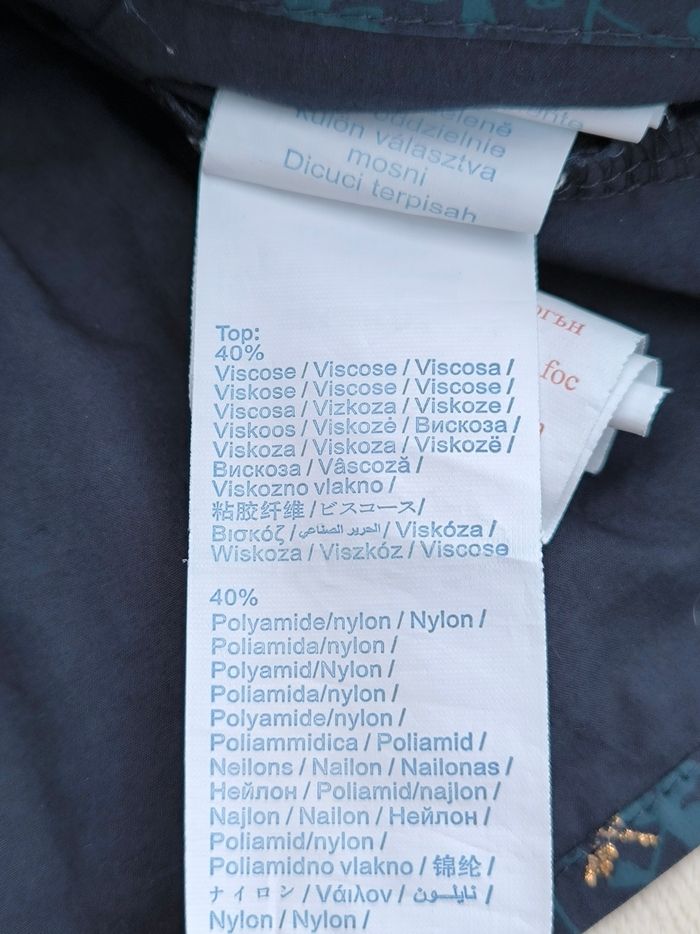 oddzielnie
Külön választva
mosni
Dicuci terpisah
foc
Top:
40%
Viscose / Viscose / Viscosa /
Viskose / Viscose / Viscose /
Viscosa / Vizkoza / Viskoze /
Viskoos / Viskozė / Вискоза /
Viskoza / Viskoza / Viskozë /
Вискоза / Vâscoză /
Viskozno vlakno /
粘胶纤维 / ビスコース /
Βισκόζ / الحرير الصناعي / Viskóza /
Wiskoza / Viszkóz / Viscose
40%
Polyamide/nylon / Nylon /
Poliamida/nylon /
Polyamid/Nylon /
Poliamida/nylon /
Polyamide/nylon /
Poliammidica / Poliamid /
Neilons / Nailon / Nailonas /
Нейлон / Poliamid/najlon /
Najlon / Nailon / Нейлон /
Poliamid/nylon /
Poliamidno vlakno / 锦纶 /
ナイロン / Νάιλον / نايلون /
Nylon / Nylon /